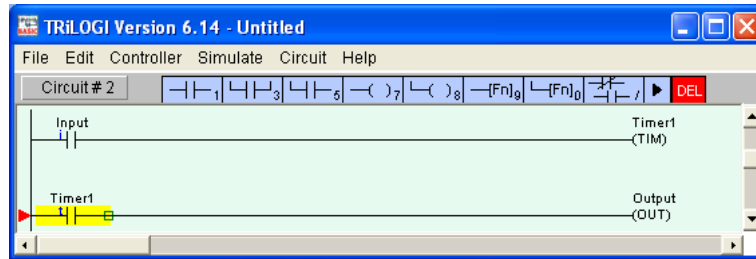 TRiLOGI Version 6.14 - Untitled
File Edit Controller Simulate Circuit Help
Circuit # 2 1 3 5 ( )7 ( )8 [Fn]9 [Fn]0 / DEL
Input Timer1
i (TIM)
Timer1 Output
t (OUT)